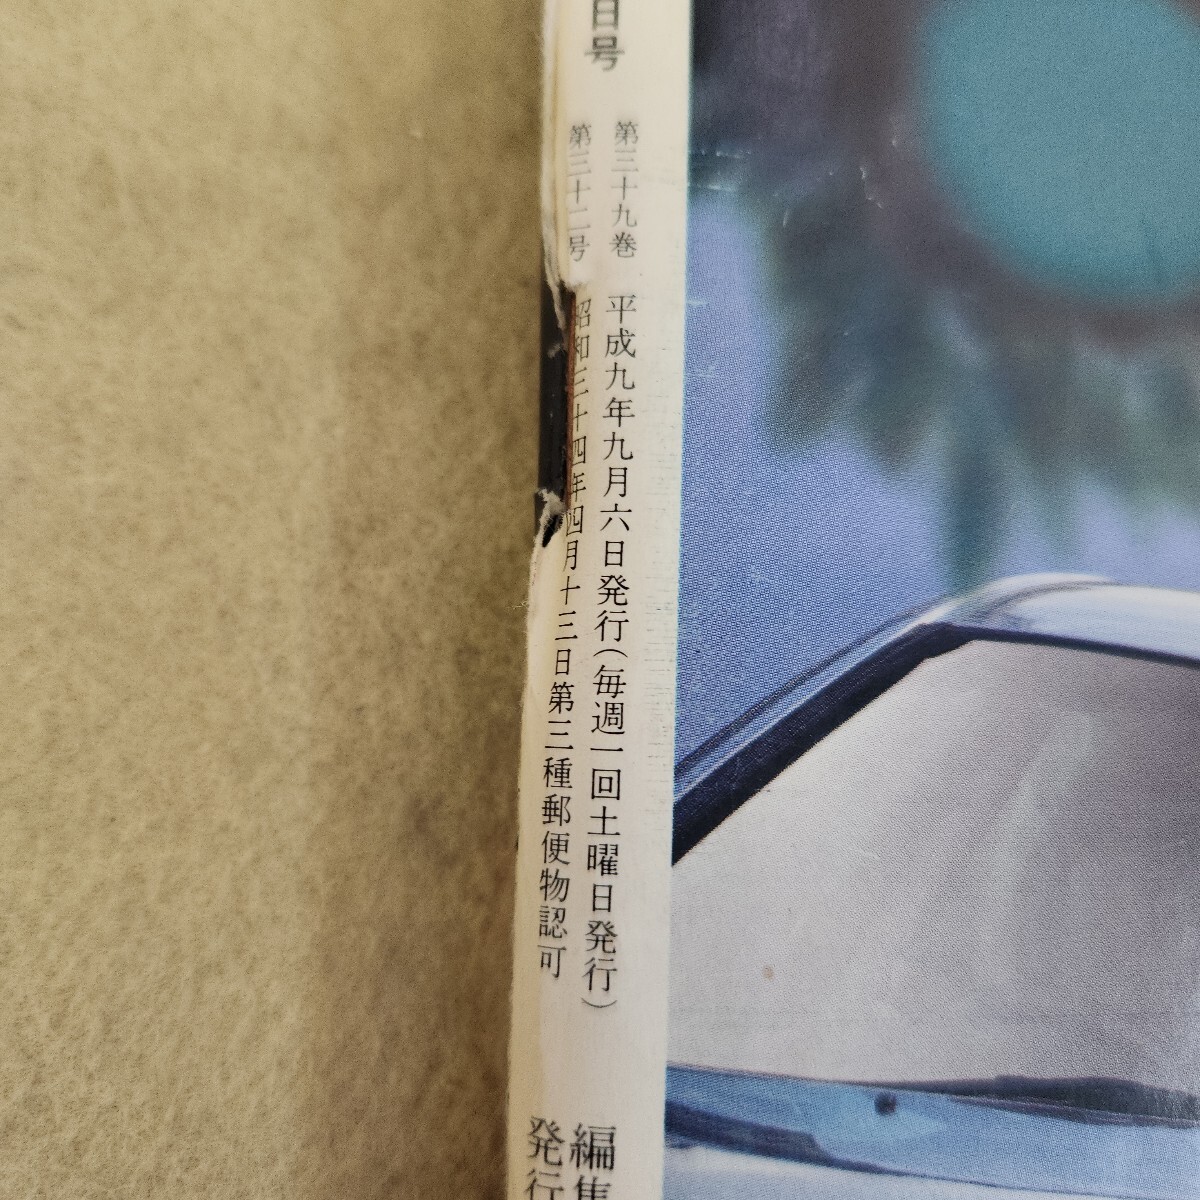 日号
第三十九巻
第三十二号
平成九年九月六日発行(毎週一回土曜日発行)
昭和三十四年四月十三日第三種郵便物認可
編集
発行